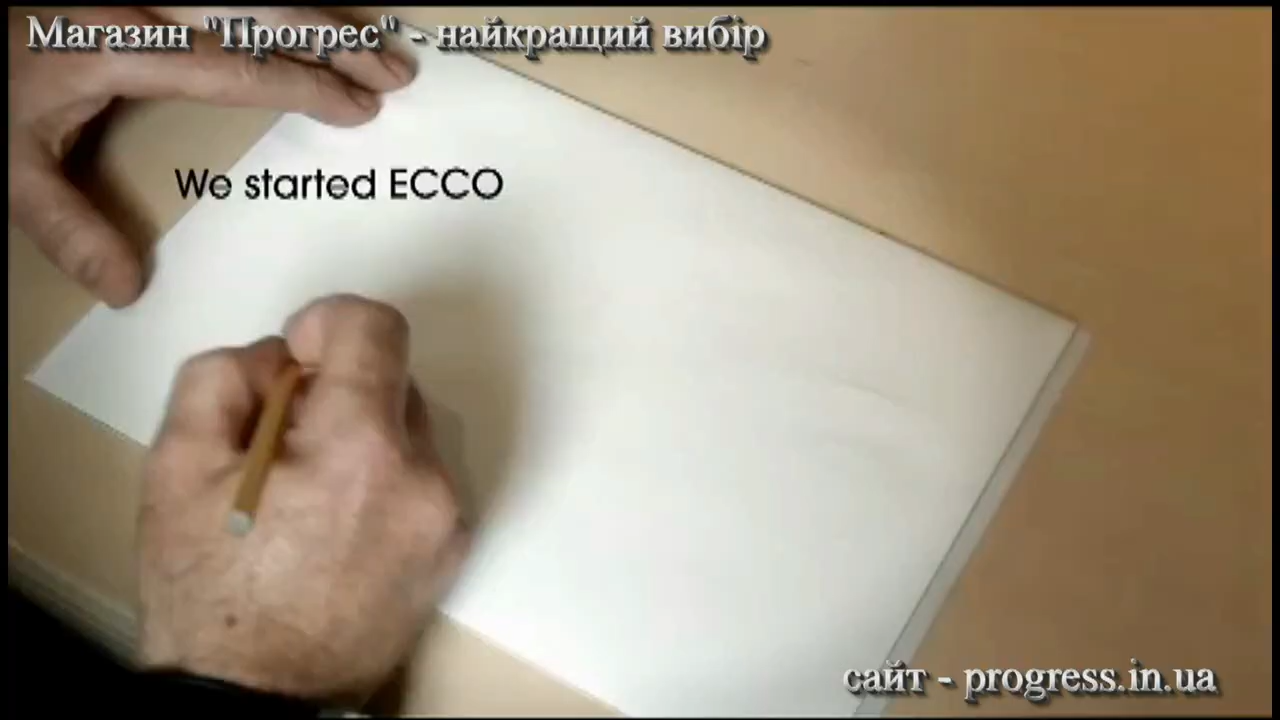 Магазин "Прогрес" - найкращий вибір
We started ECCO
сайт - progress.in.ua